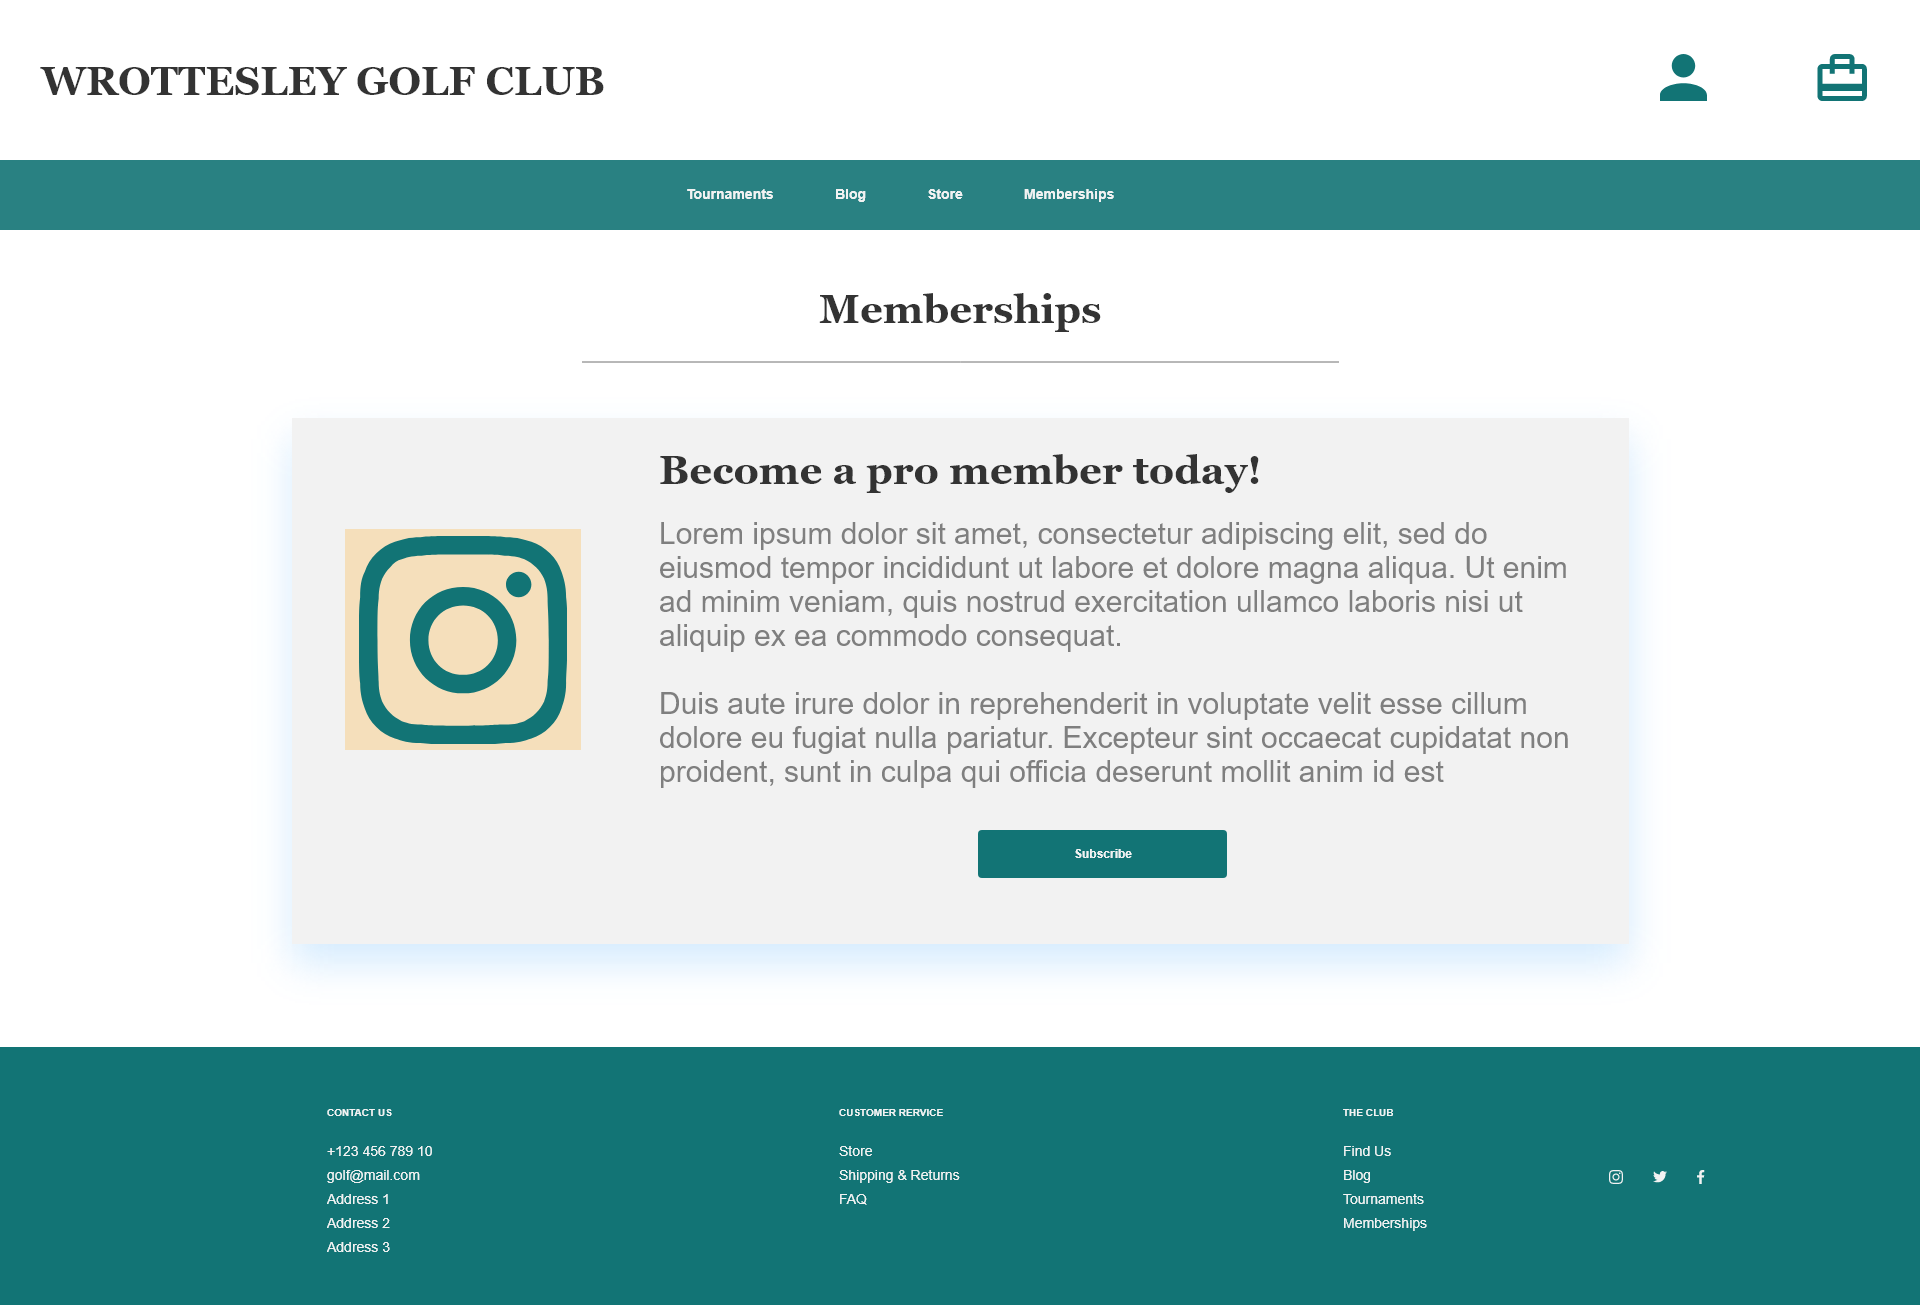 WROTTESLEY GOLF CLUB
Tournaments
Blog
Store
Memberships
Memberships
Become a pro member today!
Lorem ipsum dolor sit amet, consectetur adipiscing elit, sed do
eiusmod tempor incididunt ut labore et dolore magna aliqua. Ut enim
ad minim veniam, quis nostrud exercitation ullamco laboris nisi ut
aliquip ex ea commodo consequat.
Duis aute irure dolor in reprehenderit in voluptate velit esse cillum
dolore eu fugiat nulla pariatur. Excepteur sint occaecat cupidatat non
proident, sunt in culpa qui officia deserunt mollit anim id est
Subscribe
CONTACT US
+123 456 789 10
golf@mail.com
Address 1
Address 2
Address 3
CUSTOMER RERVICE
Store
Shipping & Returns
FAQ
THE CLUB
Find Us
Blog
Tournaments
Memberships